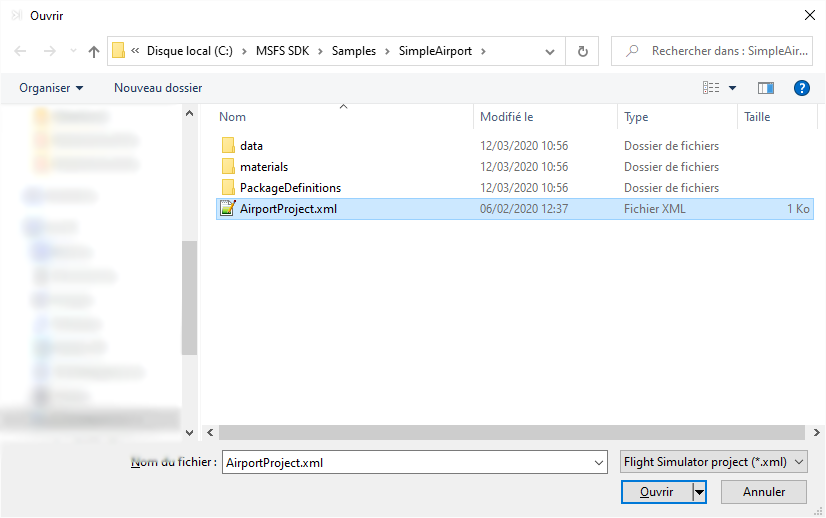 Ouvrir
« Disque local (C:) › MSFS SDK › Samples › SimpleAirport ›
Rechercher dans : SimpleAir...
Organiser
Nouveau dossier
Nom Modifié le Type Taille
data 12/03/2020 10:56 Dossier de fichiers
materials 12/03/2020 10:56 Dossier de fichiers
PackageDefinitions 12/03/2020 10:56 Dossier de fichiers
AirportProject.xml 06/02/2020 12:37 Fichier XML 1 Ko
Nom du fichier : AirportProject.xml
Flight Simulator project (*.xml)
Ouvrir
Annuler